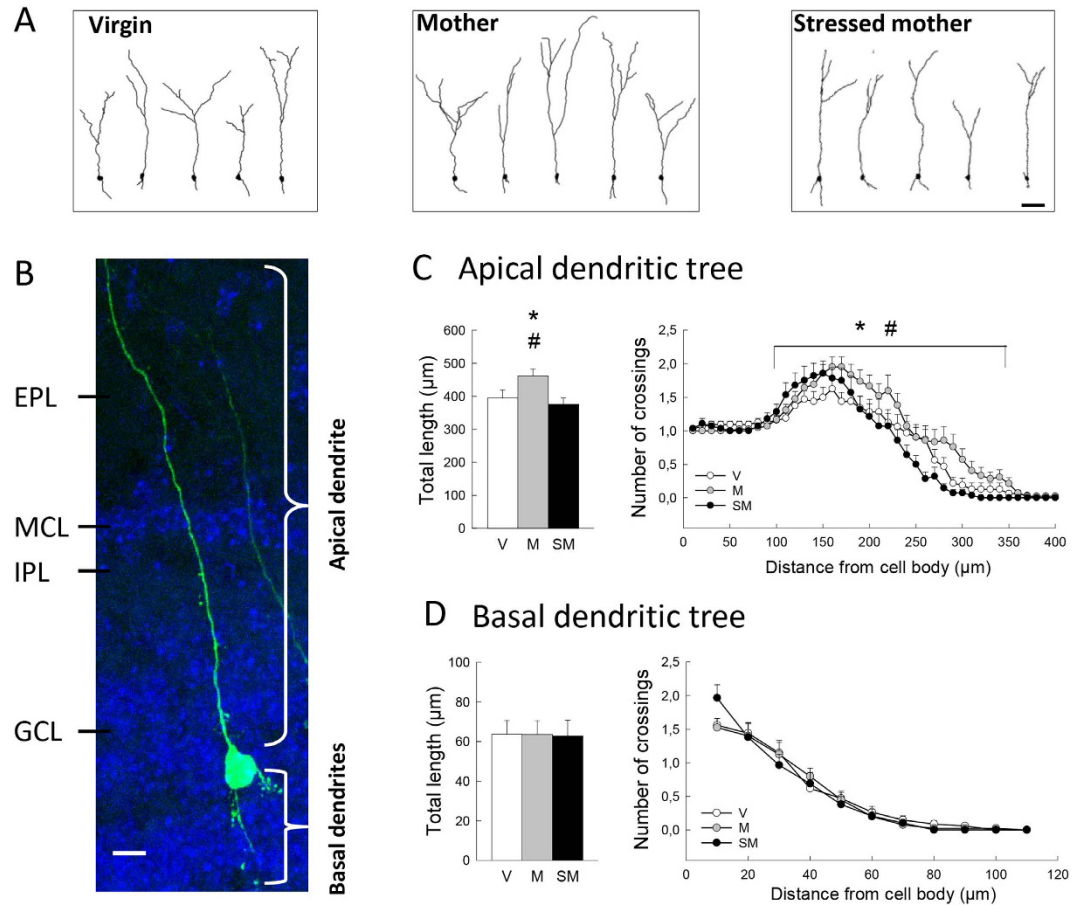 A
Virgin
Mother
Stressed mother
B
EPL
MCL
IPL
GCL
Apical dendrite
Basal dendrites
C Apical dendritic tree
*
#
600
500
400
300
200
100
0
Total length (µm)
V M SM
* #
2,5
2,0
1,5
1,0
0,5
0,0
Number of crossings
V
M
SM
0 50 100 150 200 250 300 350 400
Distance from cell body (µm)
D Basal dendritic tree
100
80
60
40
20
0
Total length (µm)
V M SM
2,5
2,0
1,5
1,0
0,5
0,0
Number of crossings
V
M
SM
0 20 40 60 80 100 120
Distance from cell body (µm)